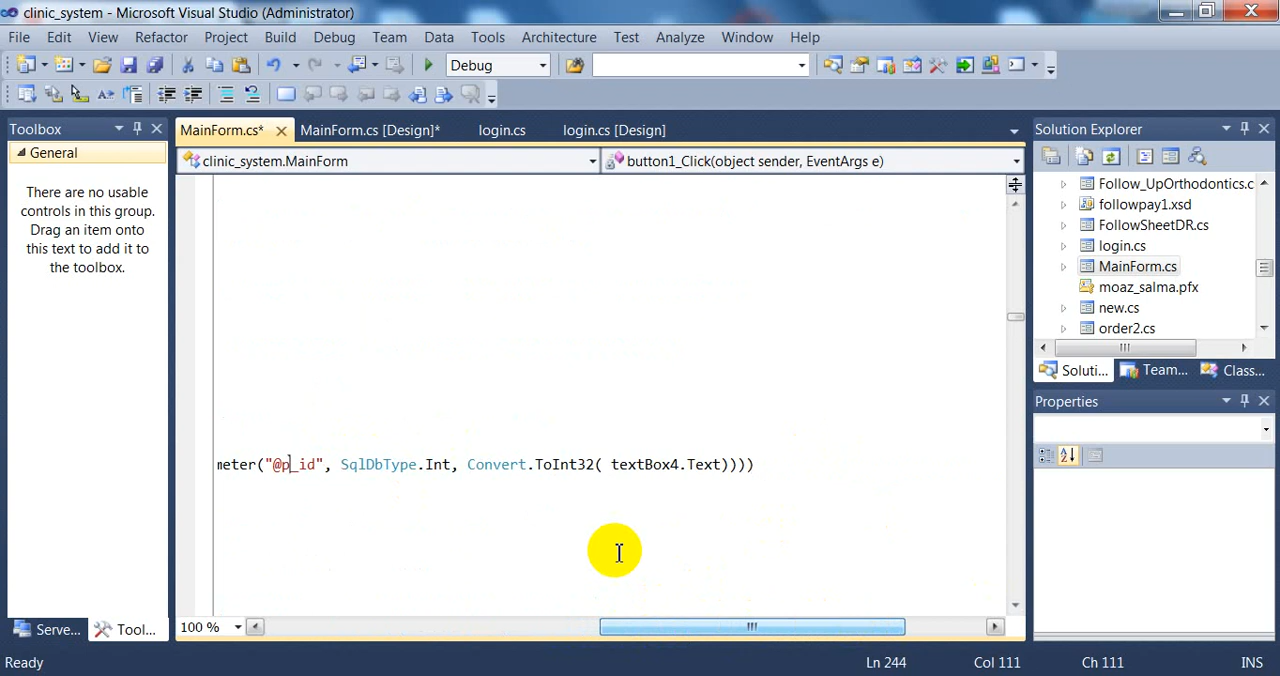 clinic_system - Microsoft Visual Studio (Administrator)
File Edit View Refactor Project Build Debug Team Data Tools Architecture Test Analyze Window Help
Debug
Toolbox
MainForm.cs* MainForm.cs [Design]* login.cs login.cs [Design]
Solution Explorer
General
clinic_system.MainForm
button1_Click(object sender, EventArgs e)
There are no usable
controls in this group.
Drag an item onto
this text to add it to
the toolbox.
Follow_UpOrthodontics.c
followpay1.xsd
FollowSheetDR.cs
login.cs
MainForm.cs
moaz_salma.pfx
new.cs
order2.cs
Soluti... Team... Class...
Properties
meter("@p_id", SqlDbType.Int, Convert.ToInt32( textBox4.Text))))
Serve... Tool...
100 %
Ready
Ln 244 Col 111 Ch 111 INS